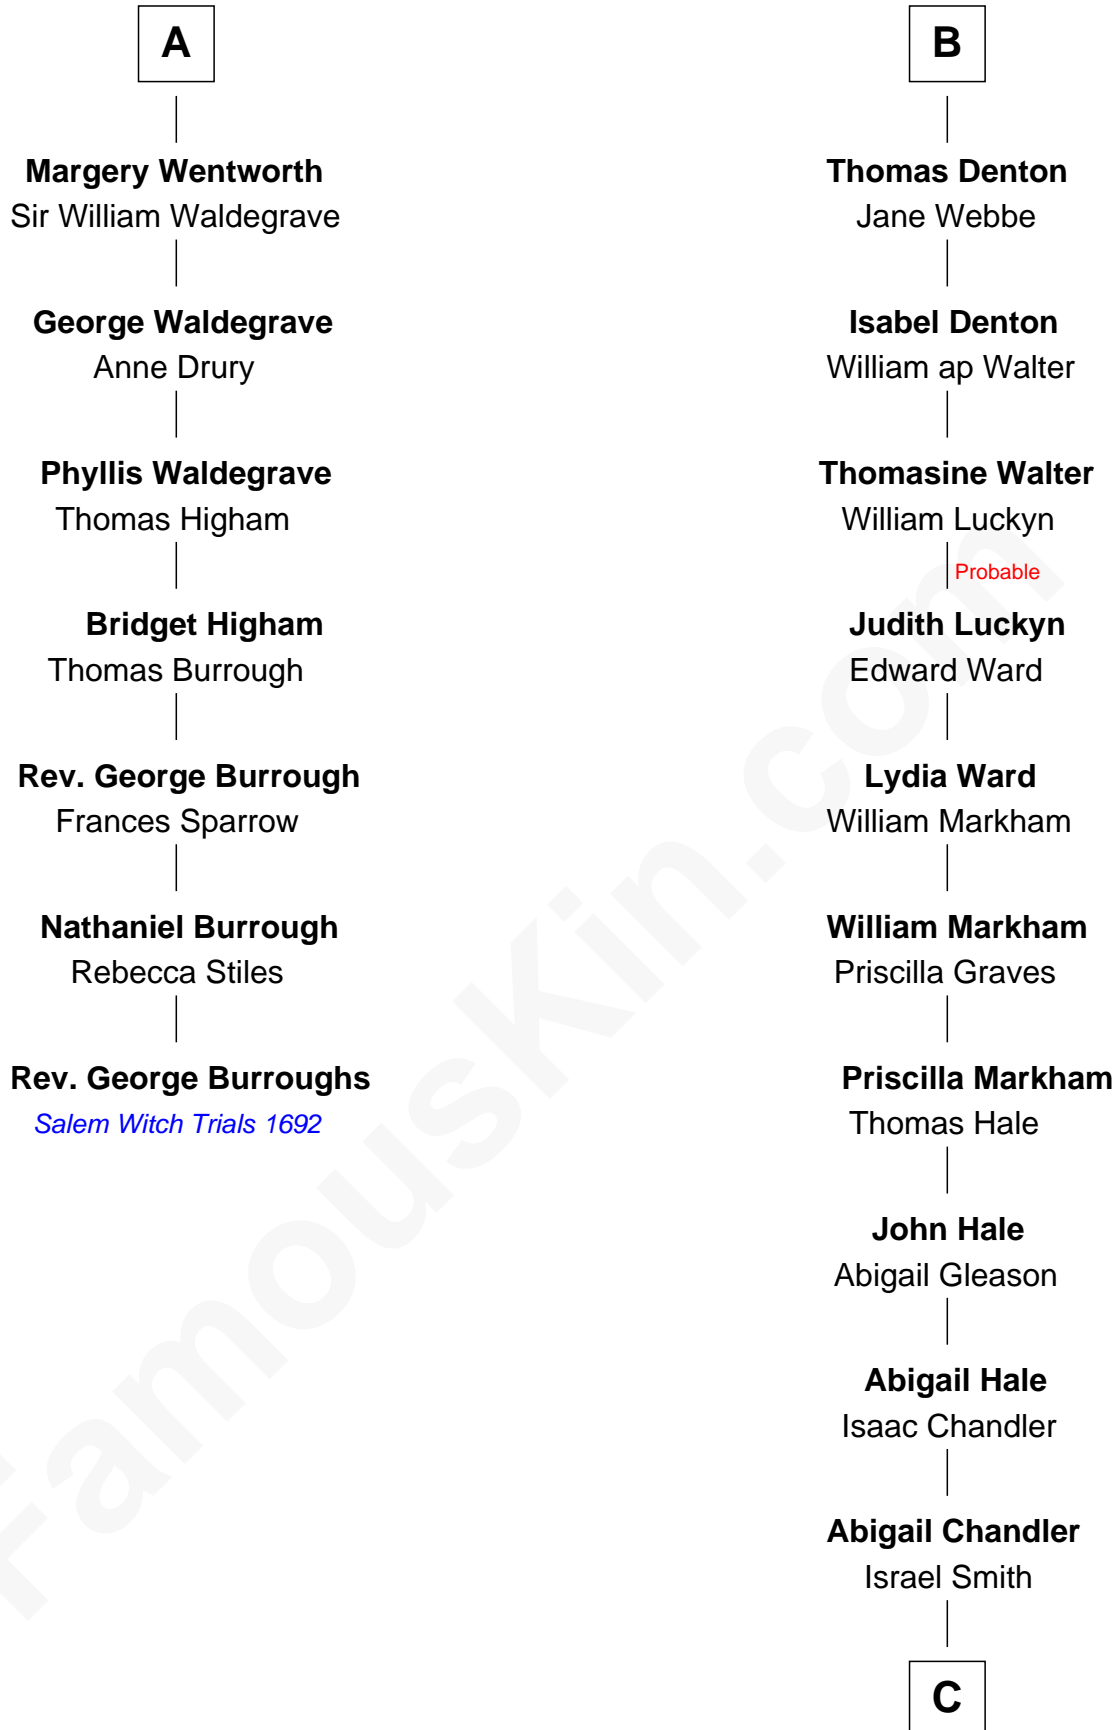 A
Margery Wentworth
Sir William Waldegrave
George Waldegrave
Anne Drury
Phyllis Waldegrave
Thomas Higham
Bridget Higham
Thomas Burrough
Rev. George Burrough
Frances Sparrow
Nathaniel Burrough
Rebecca Stiles
Rev. George Burroughs
Salem Witch Trials 1692
B
Thomas Denton
Jane Webbe
Isabel Denton
William ap Walter
Thomasine Walter
William Luckyn
Probable
Judith Luckyn
Edward Ward
Lydia Ward
William Markham
William Markham
Priscilla Graves
Priscilla Markham
Thomas Hale
John Hale
Abigail Gleason
Abigail Hale
Isaac Chandler
Abigail Chandler
Israel Smith
C
FamousKin.com